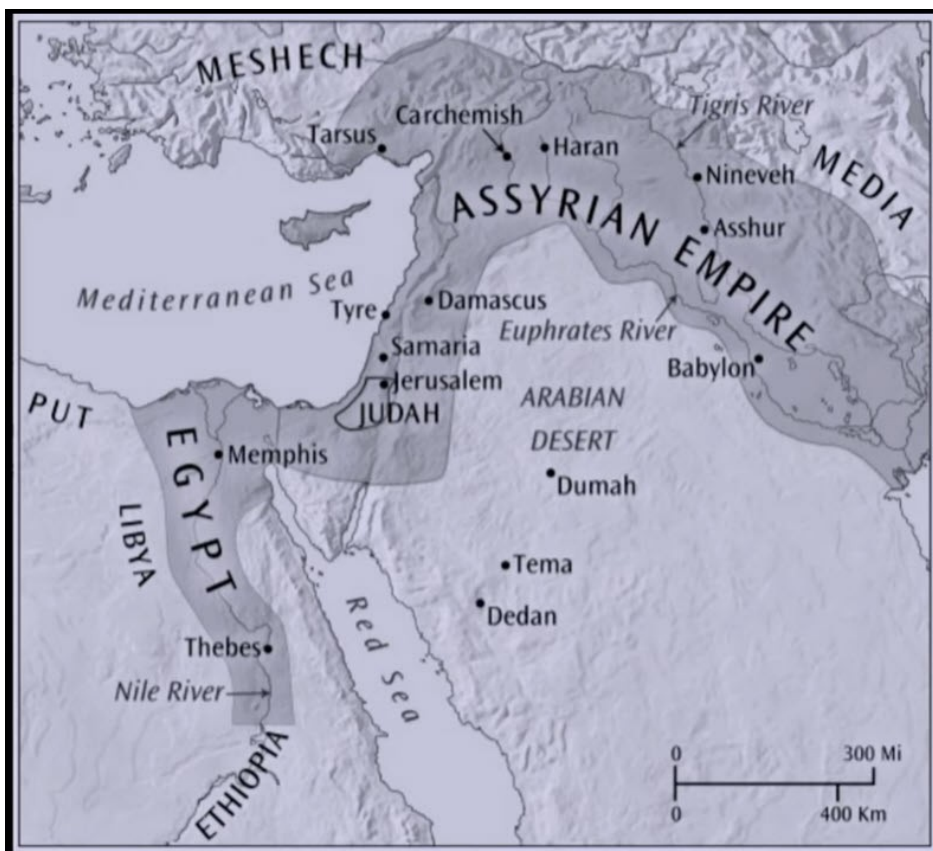 MESHECH
Carchemish
Tigris River
Tarsus
Haran
MEDIA
Nineveh
ASSYRIAN EMPIRE
Asshur
Mediterranean Sea
Damascus
Tyre
Euphrates River
Samaria
Babylon
Jerusalem
ARABIAN
DESERT
PUT
JUDAH
EGYPT
Memphis
Dumah
LIBYA
Tema
Dedan
Red Sea
Thebes
Nile River
ETHIOPIA
0 300 Mi
0 400 Km